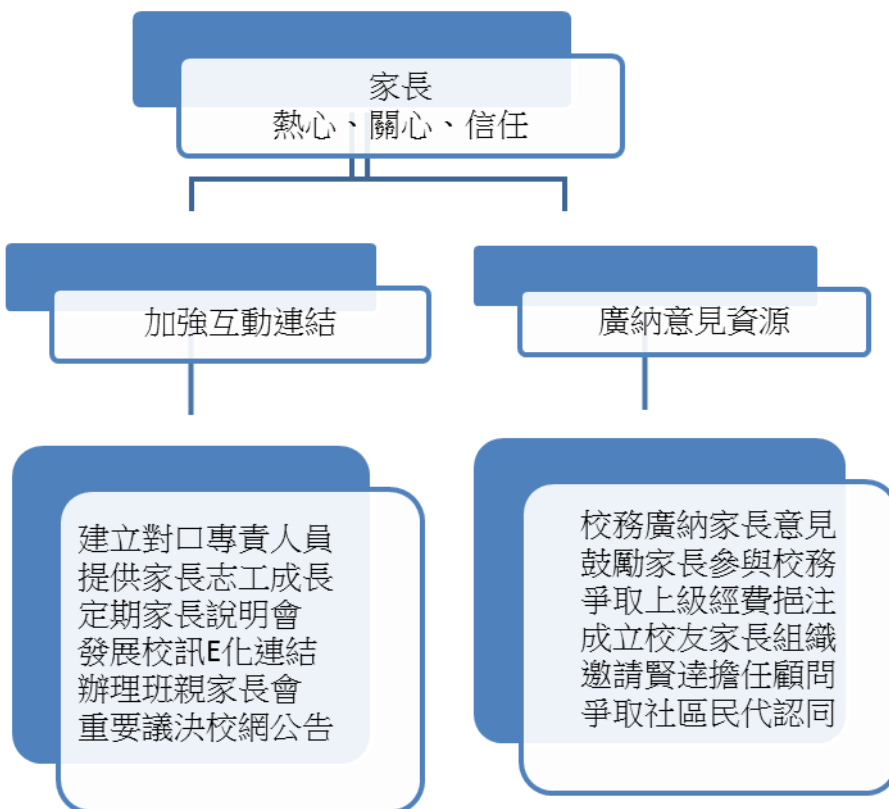 家長
熱心、關心、信任
加強互動連結
廣納意見資源
建立對口專責人員
提供家長志工成長
定期家長說明會
發展校訊E化連結
辦理班親家長會
重要議決校網公告
校務廣納家長意見
鼓勵家長參與校務
爭取上級經費挹注
成立校友家長組織
邀請賢達擔任顧問
爭取社區民代認同